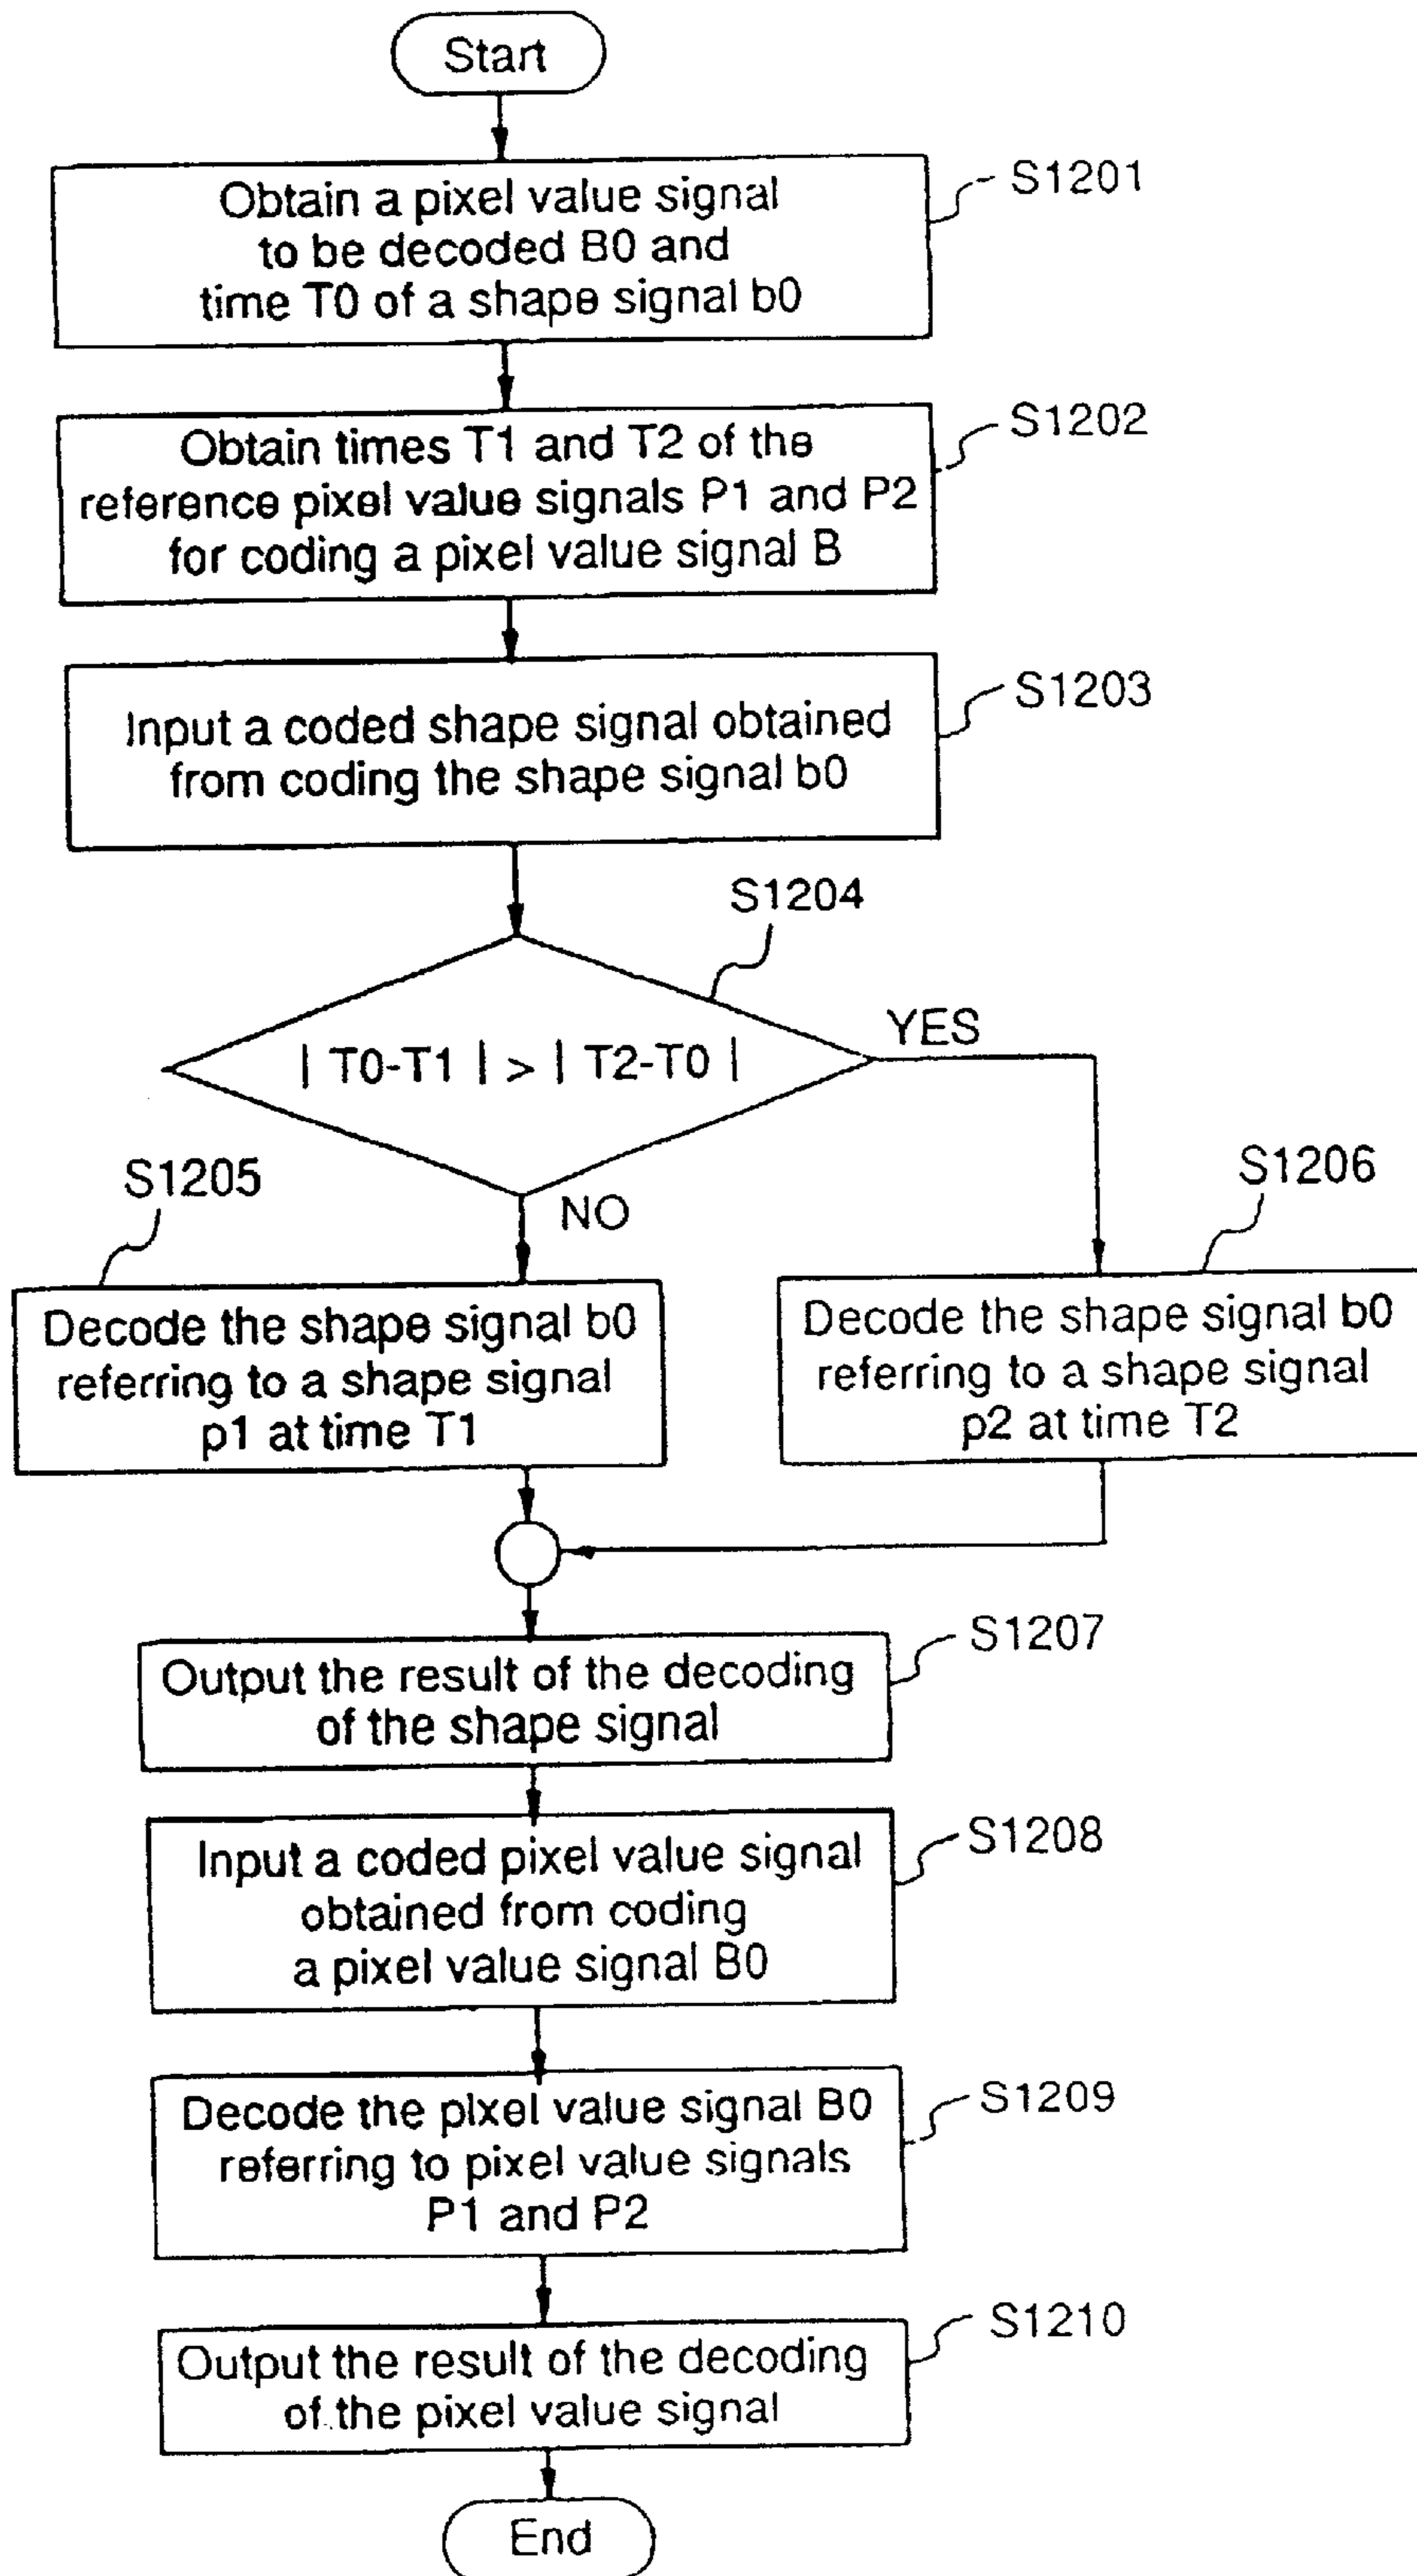 Start
Obtain a pixel value signal
to be decoded B0 and
time T0 of a shape signal b0
S1201
Obtain times T1 and T2 of the
reference pixel value signals P1 and P2
for coding a pixel value signal B
S1202
Input a coded shape signal obtained
from coding the shape signal b0
S1203
S1204
| T0-T1 | > | T2-T0 |
YES
NO
S1205
Decode the shape signal b0
referring to a shape signal
p1 at time T1
S1206
Decode the shape signal b0
referring to a shape signal
p2 at time T2
Output the result of the decoding
of the shape signal
S1207
Input a coded pixel value signal
obtained from coding
a pixel value signal B0
S1208
Decode the pixel value signal B0
referring to pixel value signals
P1 and P2
S1209
Output the result of the decoding
of the pixel value signal
S1210
End